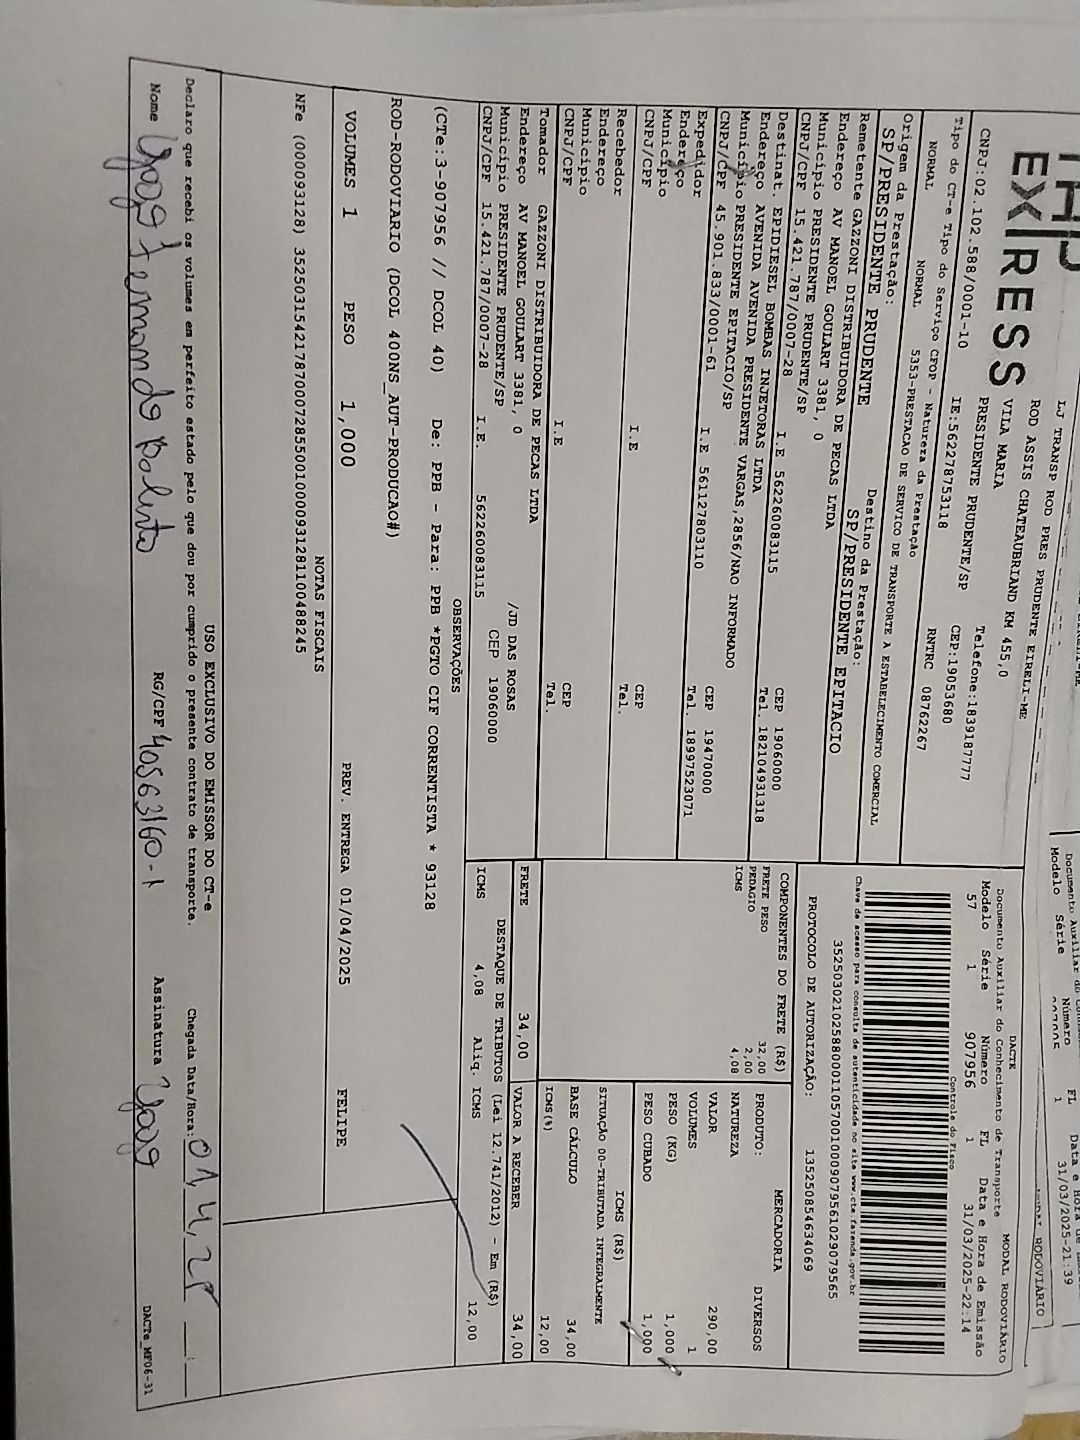 EXPRESS
LJ TRANSP ROD PRES PRUDENTE EIRELI-ME
ROD ASSIS CHATEAUBRIAND KM 455,0
VILA MARIA
PRESIDENTE PRUDENTE/SP CEP:19053680
CNPJ:02.102.588/0001-10 IE:562278753118 Telefone:1839187777
Tipo do CT-e Tipo do Serviço CFOP - Natureza da Prestação RNTRC 08762267
NORMAL NORMAL 5353-PRESTACAO DE SERVICO DE TRANSPORTE A ESTABELECIMENTO COMERCIAL
Origem da Prestação: Destino da Prestação:
SP/PRESIDENTE PRUDENTE SP/PRESIDENTE EPITACIO
Remetente GAZZONI DISTRIBUIDORA DE PECAS LTDA
Endereço AV MANOEL GOULART 3381, 0
Município PRESIDENTE PRUDENTE/SP CEP 19060000
CNPJ/CPF 15.421.787/0007-28 I.E 562260083115 Tel. 182104931318
Destinat. EPIDIESEL BOMBAS INJETORAS LTDA
Endereço AVENIDA AVENIDA PRESIDENTE VARGAS,2856/NAO INFORMADO
Município PRESIDENTE EPITACIO/SP CEP 19470000
CNPJ/CPF 45.901.833/0001-61 I.E 561127803110 Tel. 18997523071
Expedidor
Endereço
Município CEP
CNPJ/CPF I.E Tel.
Recebedor
Endereço
Município CEP
CNPJ/CPF I.E Tel.
Tomador GAZZONI DISTRIBUIDORA DE PECAS LTDA
Endereço AV MANOEL GOULART 3381, 0 /JD DAS ROSAS
Município PRESIDENTE PRUDENTE/SP CEP 19060000
CNPJ/CPF 15.421.787/0007-28 I.E. 562260083115
DACTE MODAL RODOVIÁRIO
Documento Auxiliar do Conhecimento de Transporte
Modelo Série Número FL Data e Hora de Emissão
57 1 907956 1 31/03/2025-22:14
Controle do Fisco
Chave de acesso para consulta de autenticidade no site www.cte.fazenda.gov.br
35250302102588000110570010009079561029079565
PROTOCOLO DE AUTORIZAÇÃO: 135250854634069
COMPONENTES DO FRETE (R$)
FRETE PESO 32,00
PEDAGIO 2,00
ICMS 4,08
MERCADORIA
PRODUTO: DIVERSOS
NATUREZA
VALOR 290,00
VOLUMES 1
PESO (KG) 1,000
PESO CUBADO 1,000
ICMS (R$)
SITUAÇÃO 00-TRIBUTADA INTEGRALMENTE
BASE CÁLCULO 34,00
ICMS(%) 12,00
FRETE 34,00 VALOR A RECEBER 34,00
DESTAQUE DE TRIBUTOS (Lei 12.741/2012) - Em (R$)
ICMS 4,08 Aliq. ICMS 12,00
OBSERVAÇÕES
(CTe:3-907956 // DCOL 40) De: PPB - Para: PPB *PGTO CIF CORRENTISTA * 93128
ROD-RODOVIARIO (DCOL 400NS_AUT-PRODUCAO#)
VOLUMES 1 PESO 1,000 PREV. ENTREGA 01/04/2025 FELIPE
NOTAS FISCAIS
NFe (000093128) 35250315421787000728550010000931281100488245
USO EXCLUSIVO DO EMISSOR DO CT-e
Declaro que recebi os volumes em perfeito estado pelo que dou por cumprido o presente contrato de transporte. Chegada Data/Hora: 01,4,25
Nome Fernando RG/CPF 40563160-1 Assinatura
DACTe_MF06-31
Documento Auxiliar
Modelo Série Número FL Data e Hora de
1 31/03/2025-21:39
RODOVIÁRIO